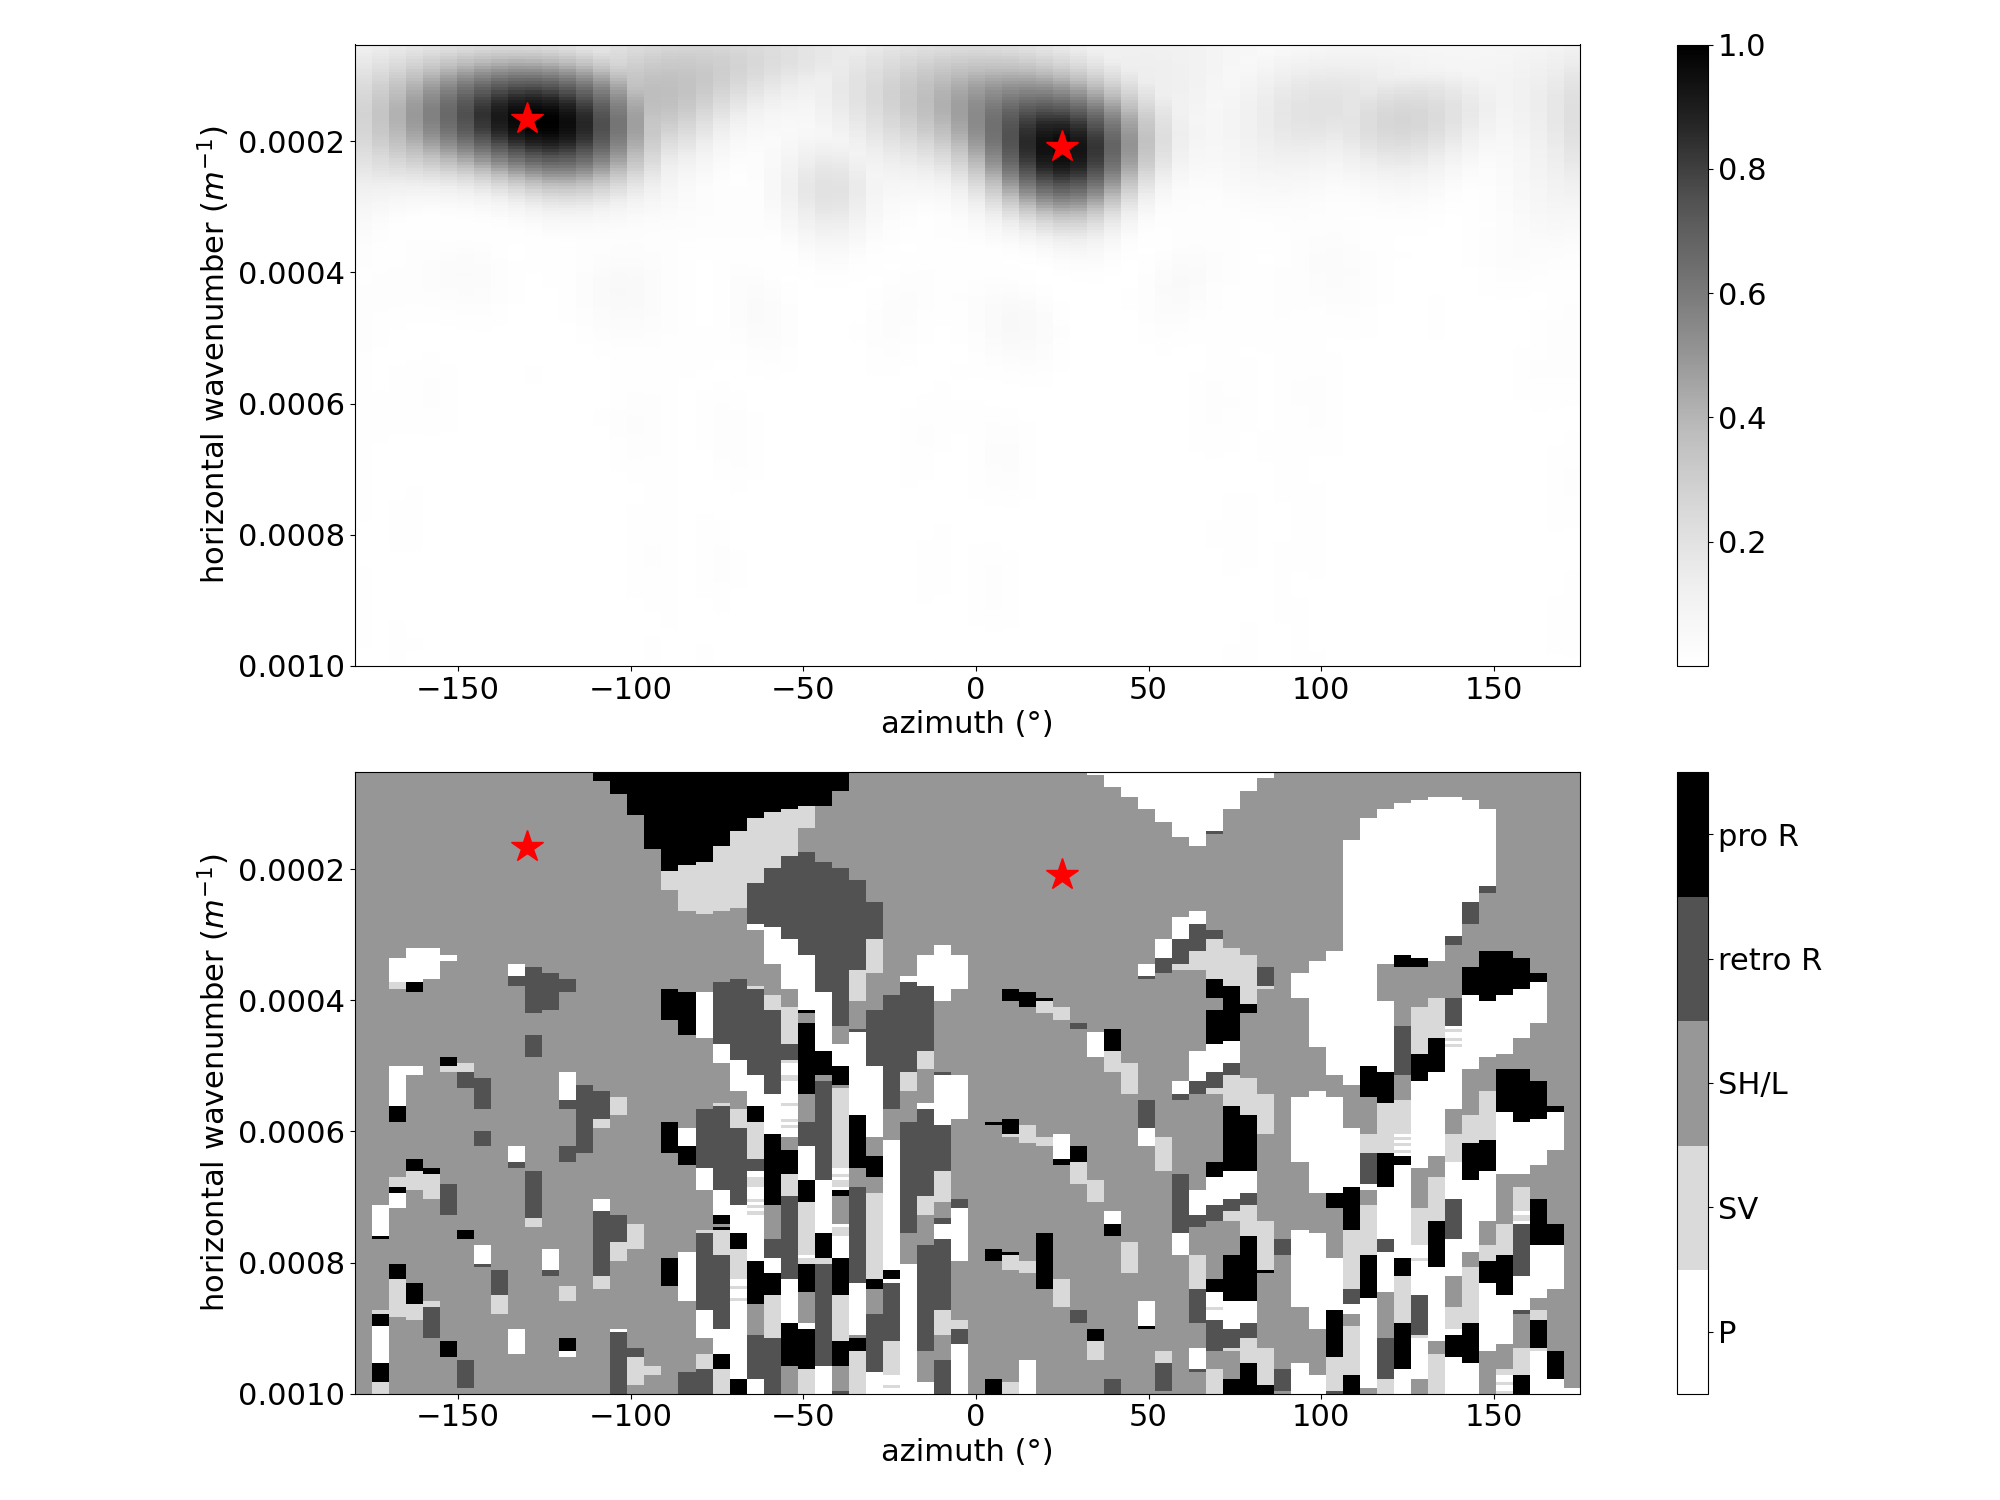 1.0
0.0002
0.8
0.0004
0.6
0.0006
0.4
0.0008
0.2
0.0010
horizontal wavenumber (m⁻¹)
−150 −100 −50 0 50 100 150
azimuth (°)
pro R
0.0002
retro R
0.0004
SH/L
0.0006
SV
0.0008
P
0.0010
horizontal wavenumber (m⁻¹)
−150 −100 −50 0 50 100 150
azimuth (°)